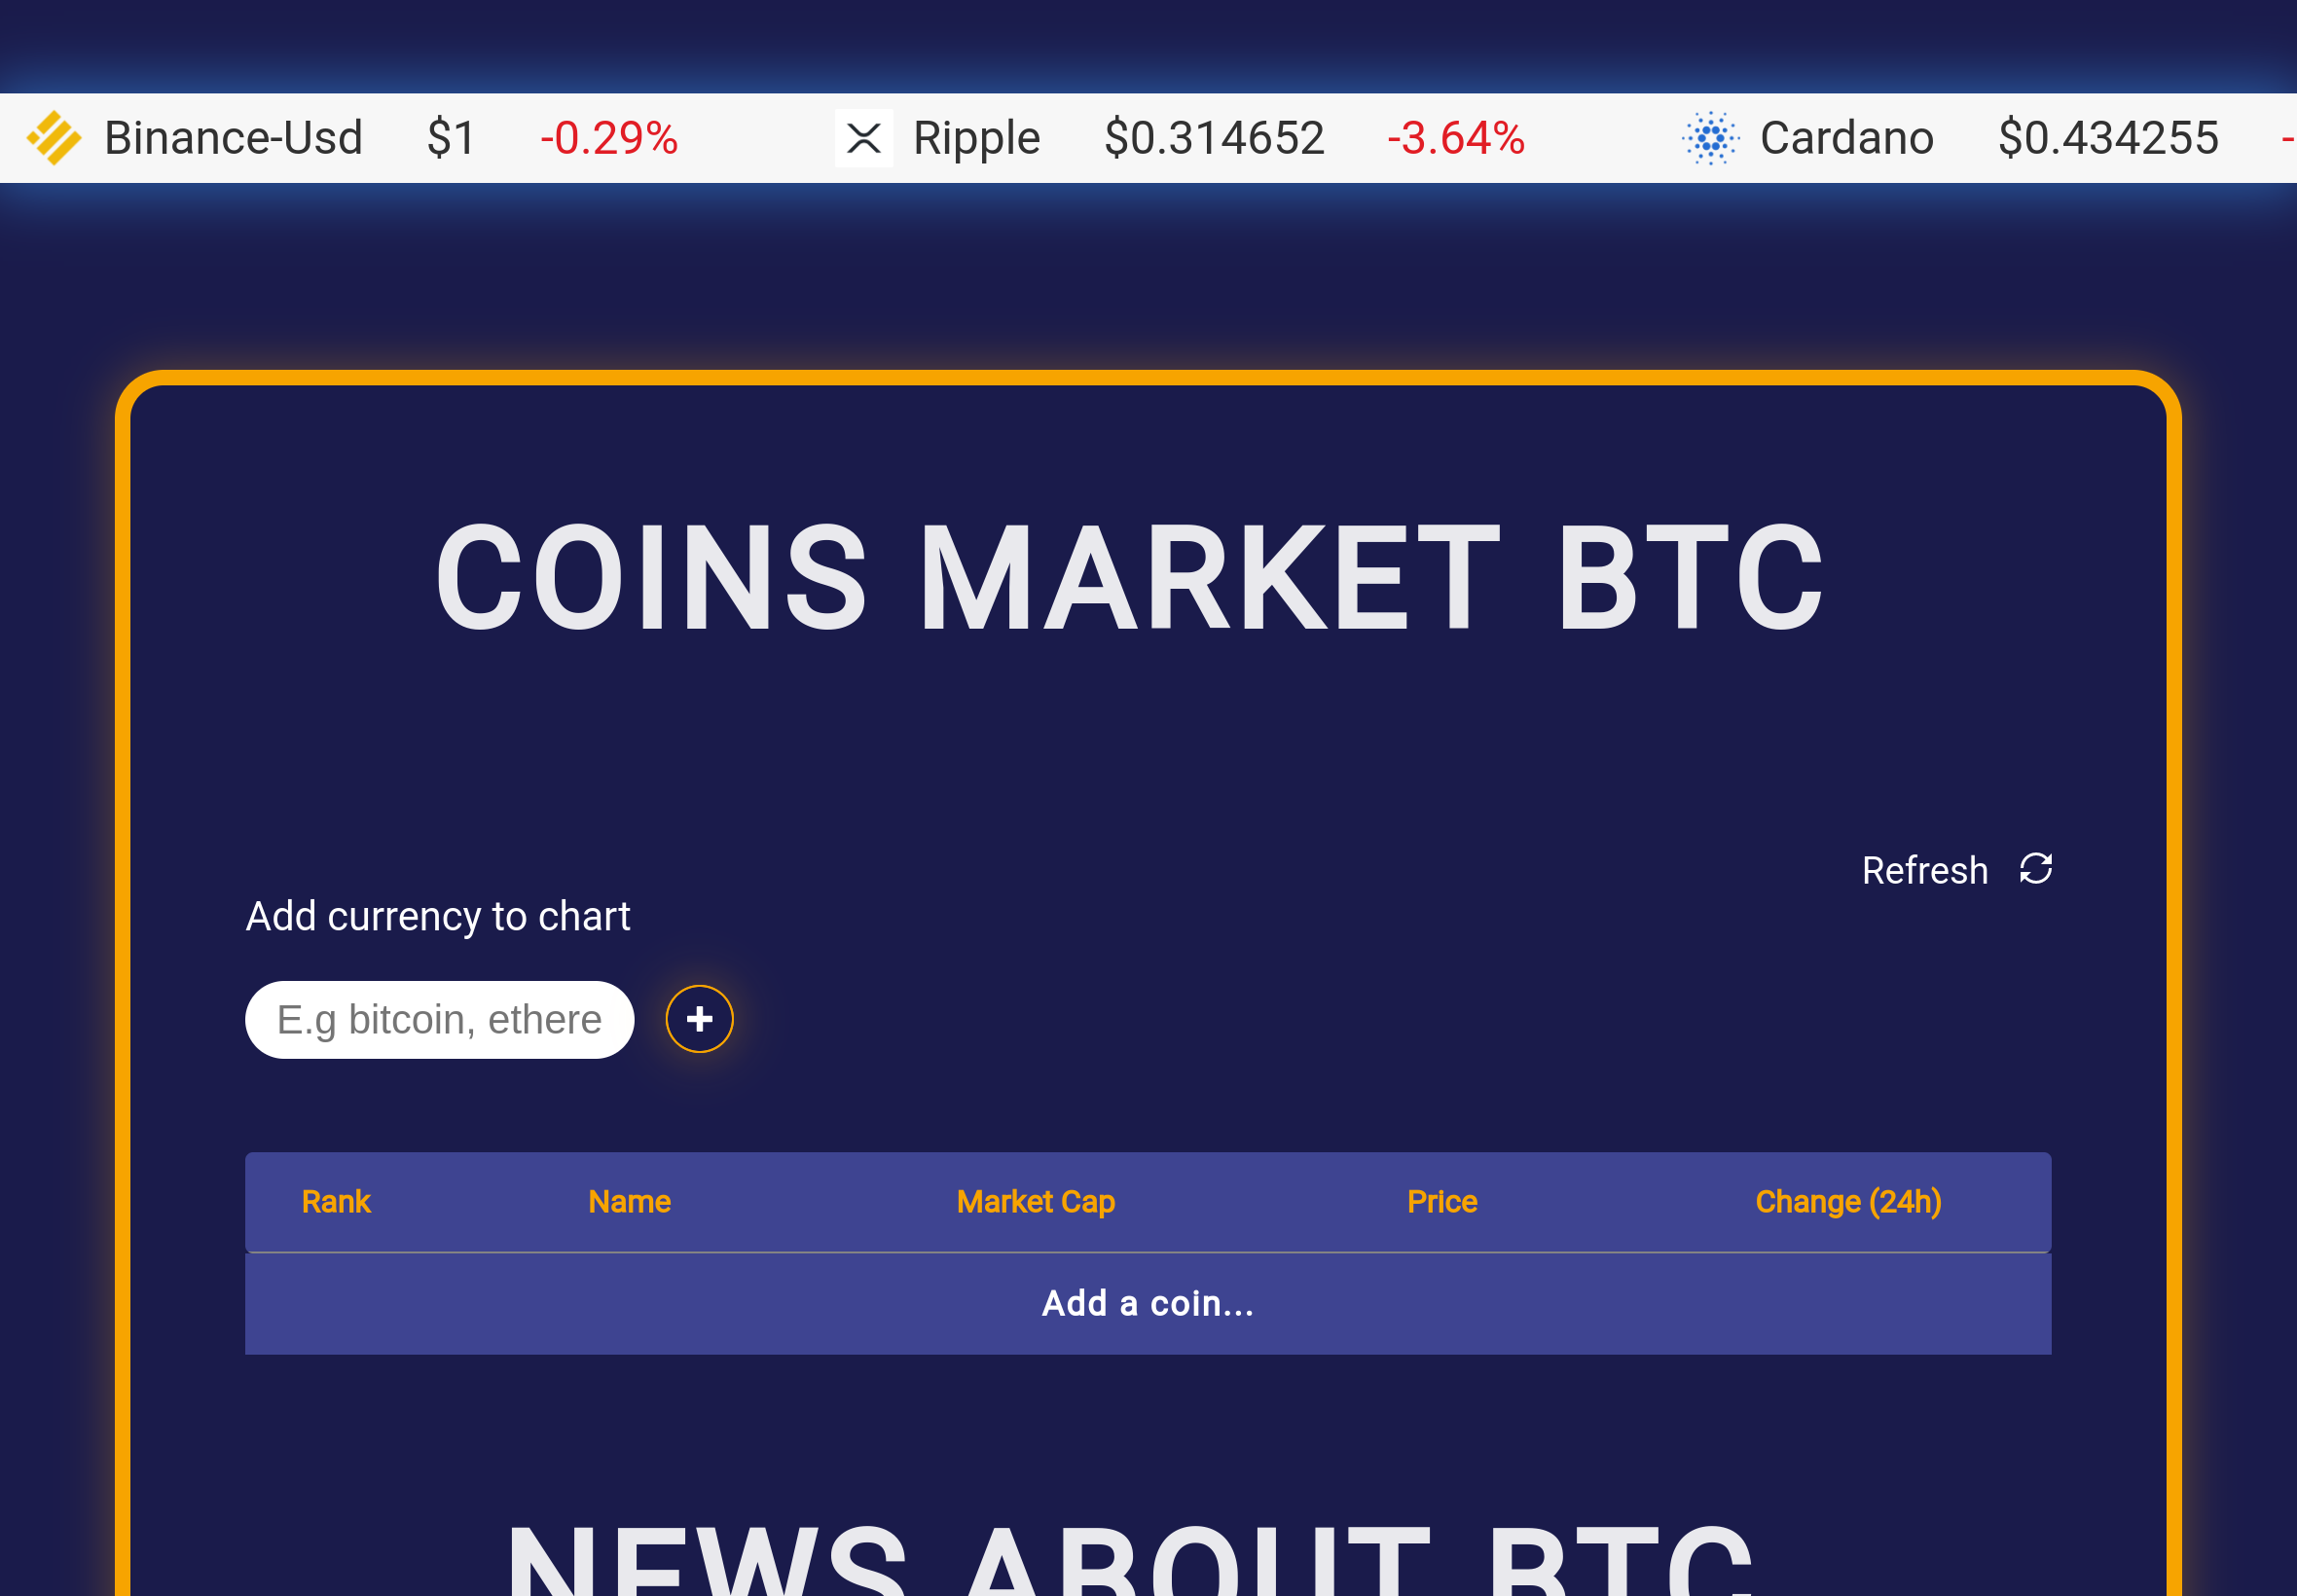 Binance-Usd $1 -0.29% Ripple $0.314652 -3.64% Cardano $0.434255 -
COINS MARKET BTC
Refresh
Add currency to chart
E.g bitcoin, ethere
Rank Name Market Cap Price Change (24h)
Add a coin...
NEWS ABOUT BTC